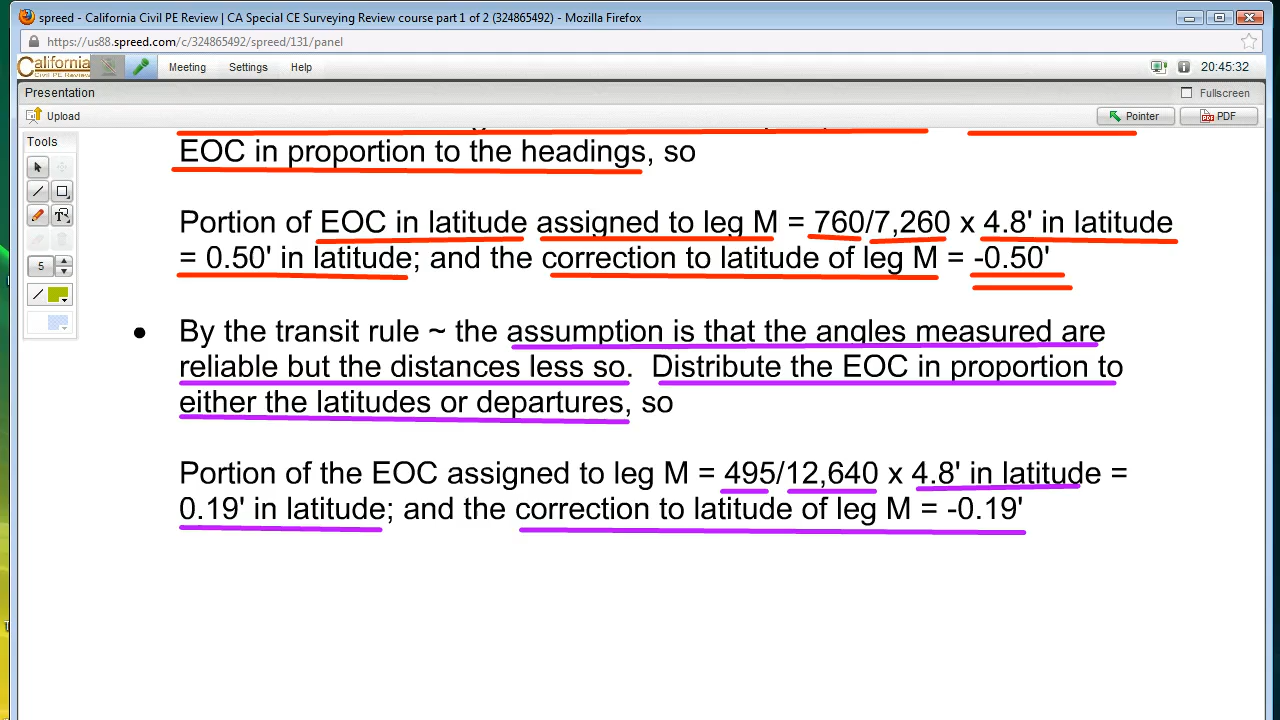 spreed - California Civil PE Review | CA Special CE Surveying Review course part 1 of 2 (324865492) - Mozilla Firefox
https://us88.spreed.com/c/324865492/spreed/131/panel
California
Civil PE Review
Meeting Settings Help 20:45:32
Presentation Fullscreen
Upload Pointer PDF
Tools
EOC in proportion to the headings, so
Portion of EOC in latitude assigned to leg M = 760/7,260 x 4.8' in latitude
= 0.50' in latitude; and the correction to latitude of leg M = -0.50'
5
• By the transit rule ~ the assumption is that the angles measured are
reliable but the distances less so. Distribute the EOC in proportion to
either the latitudes or departures, so
Portion of the EOC assigned to leg M = 495/12,640 x 4.8' in latitude =
0.19' in latitude; and the correction to latitude of leg M = -0.19'